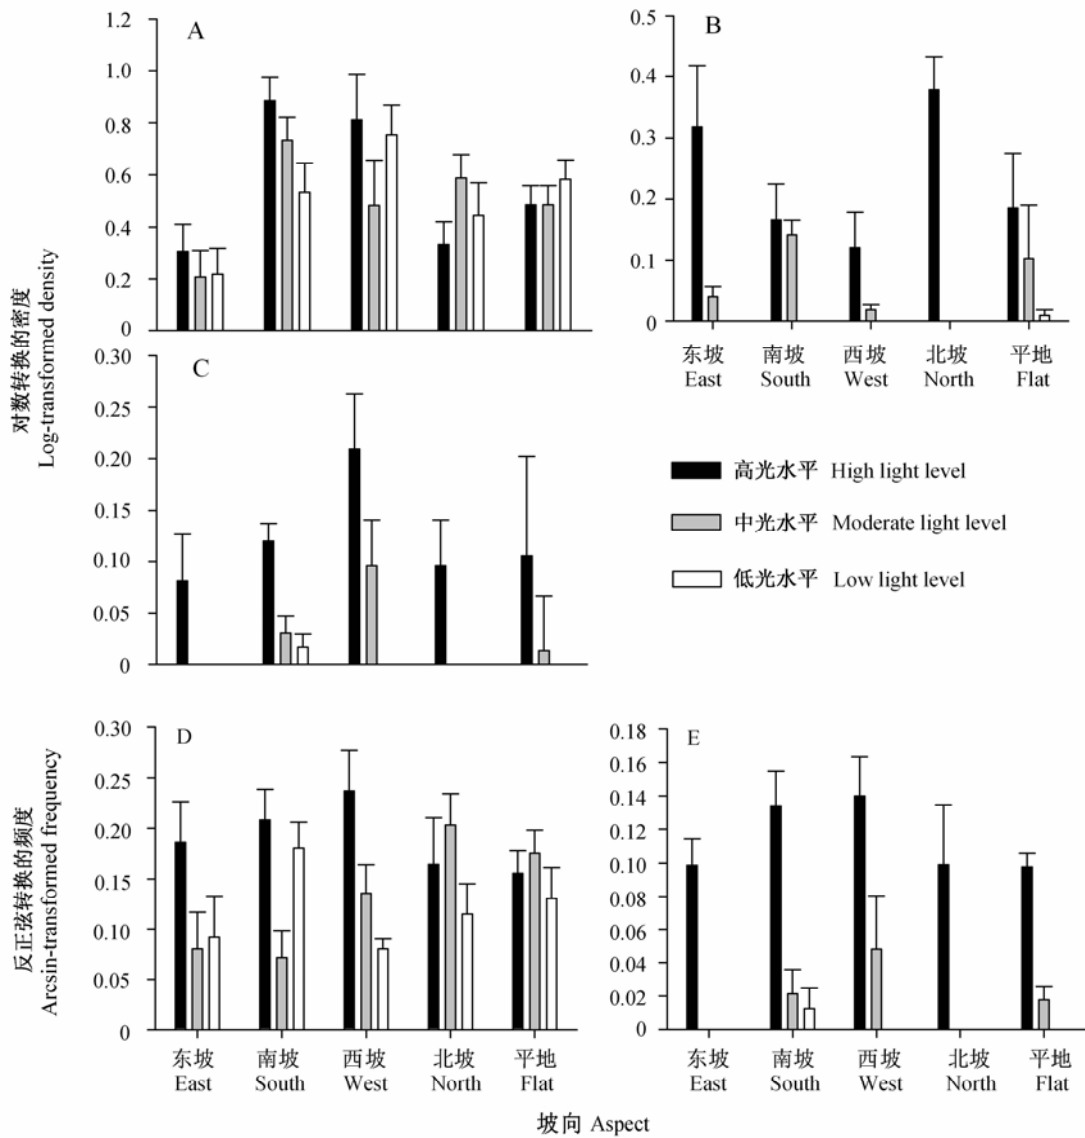 A
1.2
1.0
0.8
0.6
0.4
0.2
0
B
0.5
0.4
0.3
0.2
0.1
0
东坡 南坡 西坡 北坡 平地
East South West North Flat
对数转换的密度
Log-transformed density
C
0.30
0.25
0.20
0.15
0.10
0.05
0
高光水平 High light level
中光水平 Moderate light level
低光水平 Low light level
反正弦转换的频度
Arcsin-transformed frequency
D
0.30
0.25
0.20
0.15
0.10
0.05
0
东坡 南坡 西坡 北坡 平地
East South West North Flat
E
0.18
0.16
0.14
0.12
0.10
0.08
0.06
0.04
0.02
0
东坡 南坡 西坡 北坡 平地
East South West North Flat
坡向 Aspect